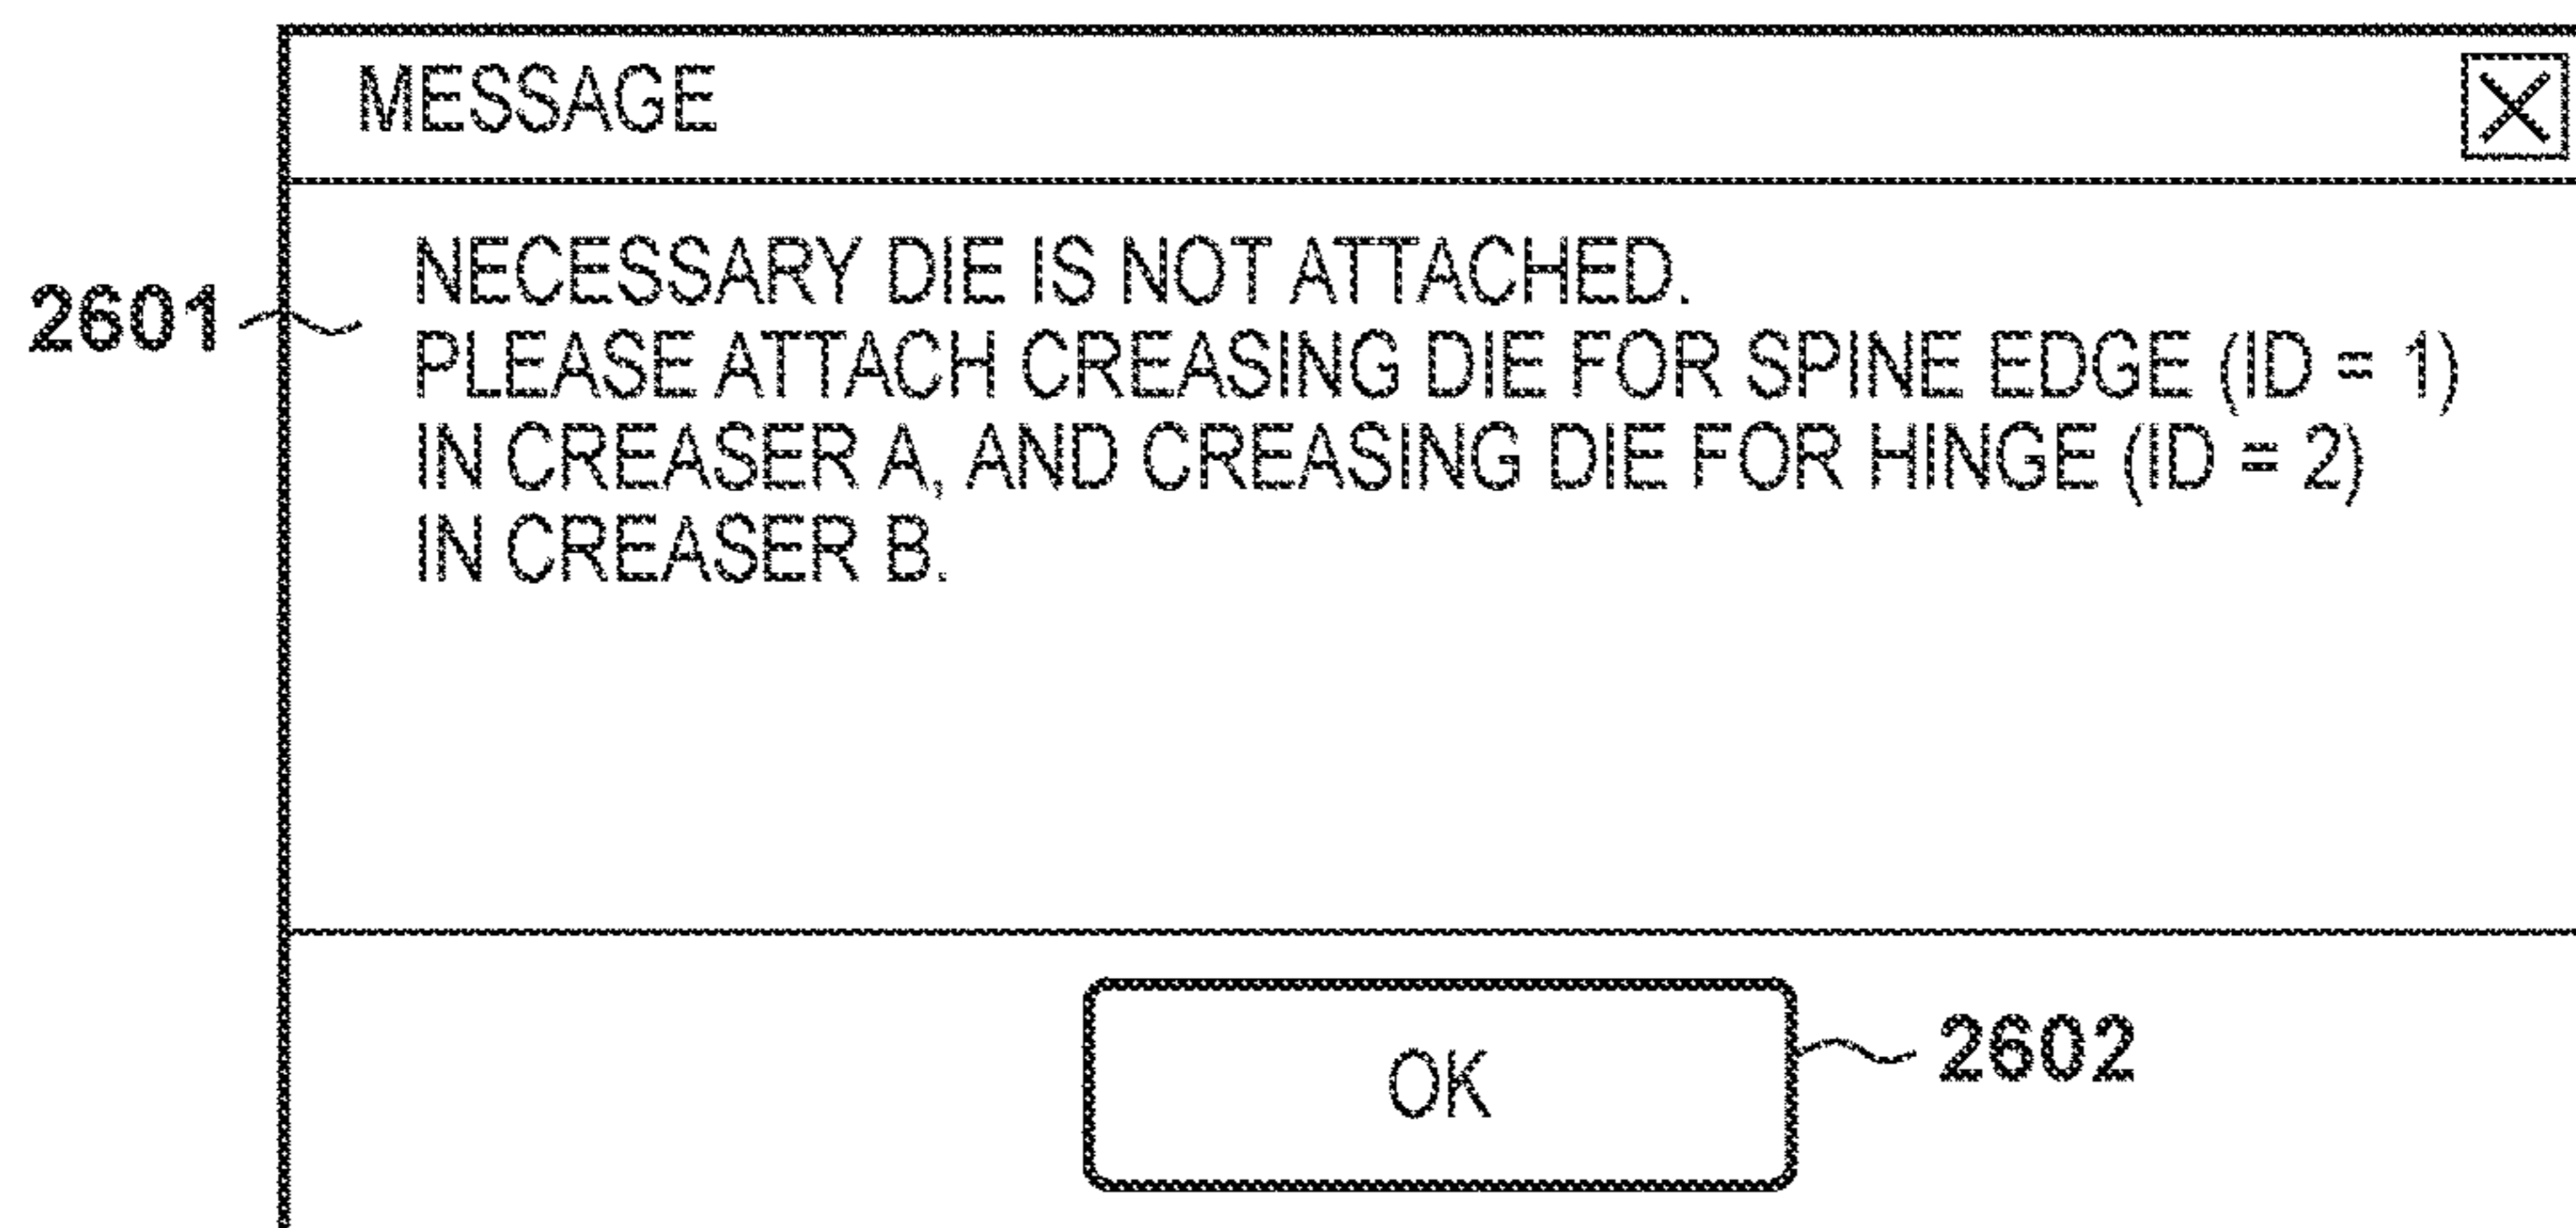 MESSAGE
2601
NECESSARY DIE IS NOT ATTACHED.
PLEASE ATTACH CREASING DIE FOR SPINE EDGE (ID = 1)
IN CREASER A, AND CREASING DIE FOR HINGE (ID = 2)
IN CREASER B.
OK
2602